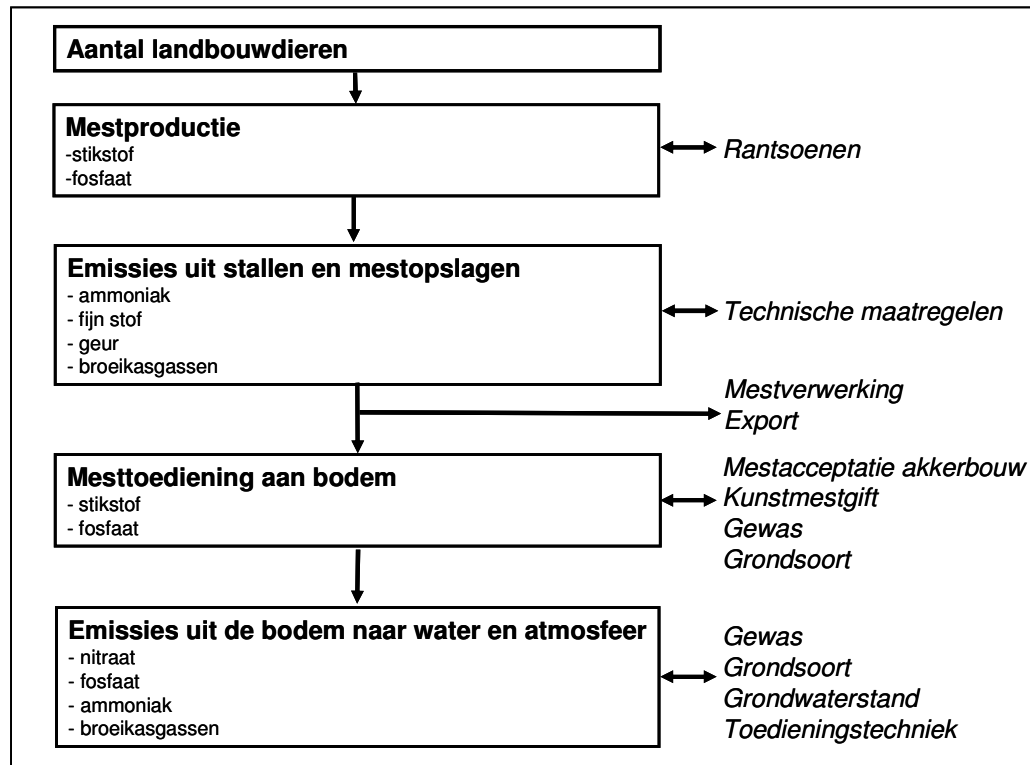 Aantal landbouwdieren
Mestproductie
-stikstof
-fosfaat
Rantsoenen
Emissies uit stallen en mestopslagen
- ammoniak
- fijn stof
- geur
- broeikasgassen
Technische maatregelen
Mestverwerking
Export
Mesttoediening aan bodem
- stikstof
- fosfaat
Mestacceptatie akkerbouw
Kunstmestgift
Gewas
Grondsoort
Emissies uit de bodem naar water en atmosfeer
- nitraat
- fosfaat
- ammoniak
- broeikasgassen
Gewas
Grondsoort
Grondwaterstand
Toedieningstechniek